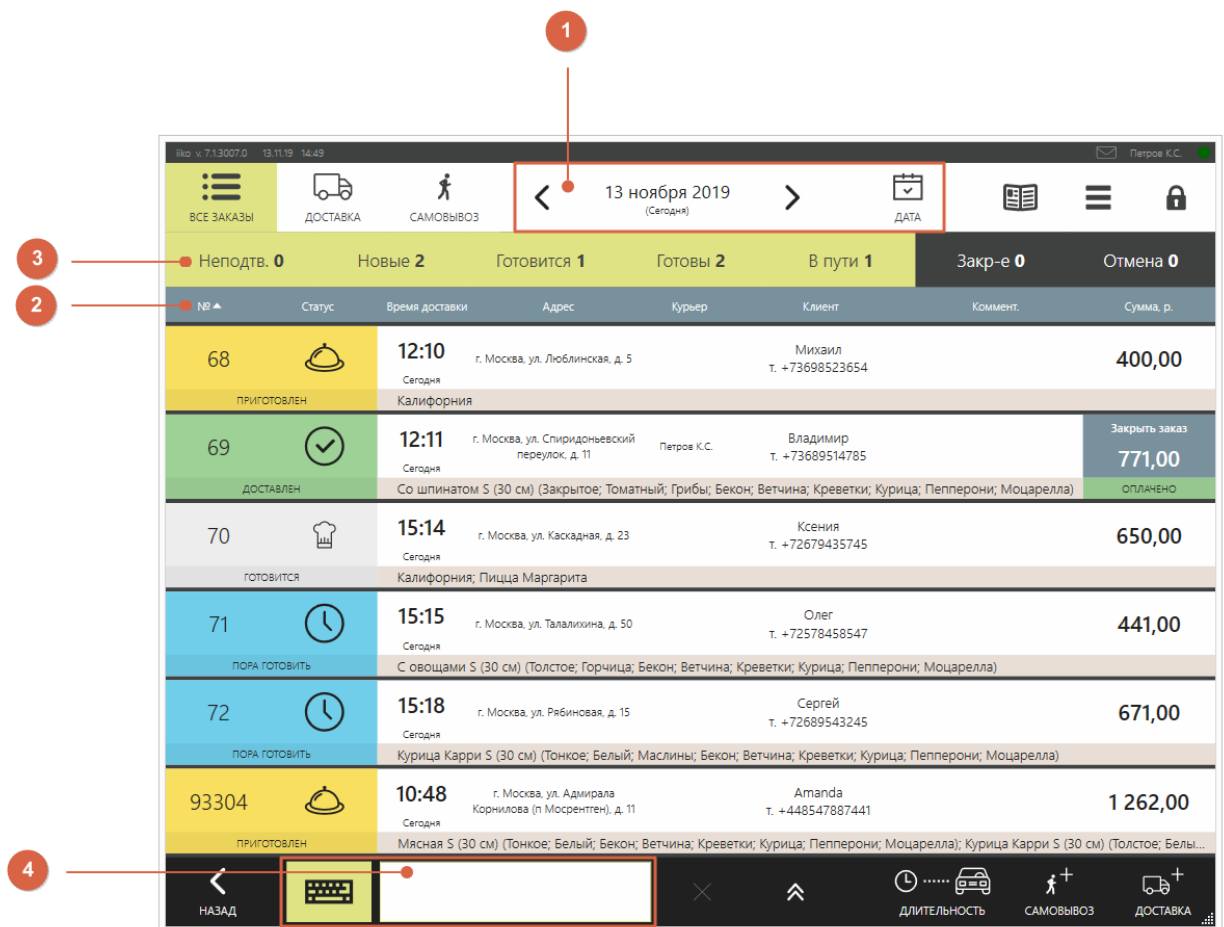 1
iiko v. 7.1.3007.0 13.11.19 14:49 Петров К.С.
ВСЕ ЗАКАЗЫ ДОСТАВКА САМОВЫВОЗ 13 ноября 2019 ДАТА
(Сегодня)
3 Неподтв. 0 Новые 2 Готовится 1 Готовы 2 В пути 1 Закр-е 0 Отмена 0
2 № Статус Время доставки Адрес Курьер Клиент Коммент. Сумма, р.
68 12:10 г. Москва, ул. Люблинская, д. 5 Михаил 400,00
Сегодня т. +73698523654
ПРИГОТОВЛЕН Калифорния
69 12:11 г. Москва, ул. Спиридоньевский Петров К.С. Владимир Закрыть заказ
Сегодня переулок, д. 11 т. +73689514785 771,00
ДОСТАВЛЕН Со шпинатом S (30 см) (Закрытое; Томатный; Грибы; Бекон; Ветчина; Креветки; Курица; Пепперони; Моцарелла) ОПЛАЧЕНО
70 15:14 г. Москва, ул. Каскадная, д. 23 Ксения 650,00
Сегодня т. +72679435745
ГОТОВИТСЯ Калифорния; Пицца Маргарита
71 15:15 г. Москва, ул. Талалихина, д. 50 Олег 441,00
Сегодня т. +72578458547
ПОРА ГОТОВИТЬ С овощами S (30 см) (Толстое; Горчица; Бекон; Ветчина; Креветки; Курица; Пепперони; Моцарелла)
72 15:18 г. Москва, ул. Рябиновая, д. 15 Сергей 671,00
Сегодня т. +72689543245
ПОРА ГОТОВИТЬ Курица Карри S (30 см) (Тонкое; Белый; Маслины; Бекон; Ветчина; Креветки; Курица; Пепперони; Моцарелла)
93304 10:48 г. Москва, ул. Адмирала Amanda 1 262,00
Сегодня Корнилова (п Мосрентген), д. 11 т. +448547887441
ПРИГОТОВЛЕН Мясная S (30 см) (Тонкое; Белый; Бекон; Ветчина; Креветки; Курица; Пепперони; Моцарелла); Курица Карри S (30 см) (Толстое; Белы...
4
НАЗАД ДЛИТЕЛЬНОСТЬ САМОВЫВОЗ ДОСТАВКА